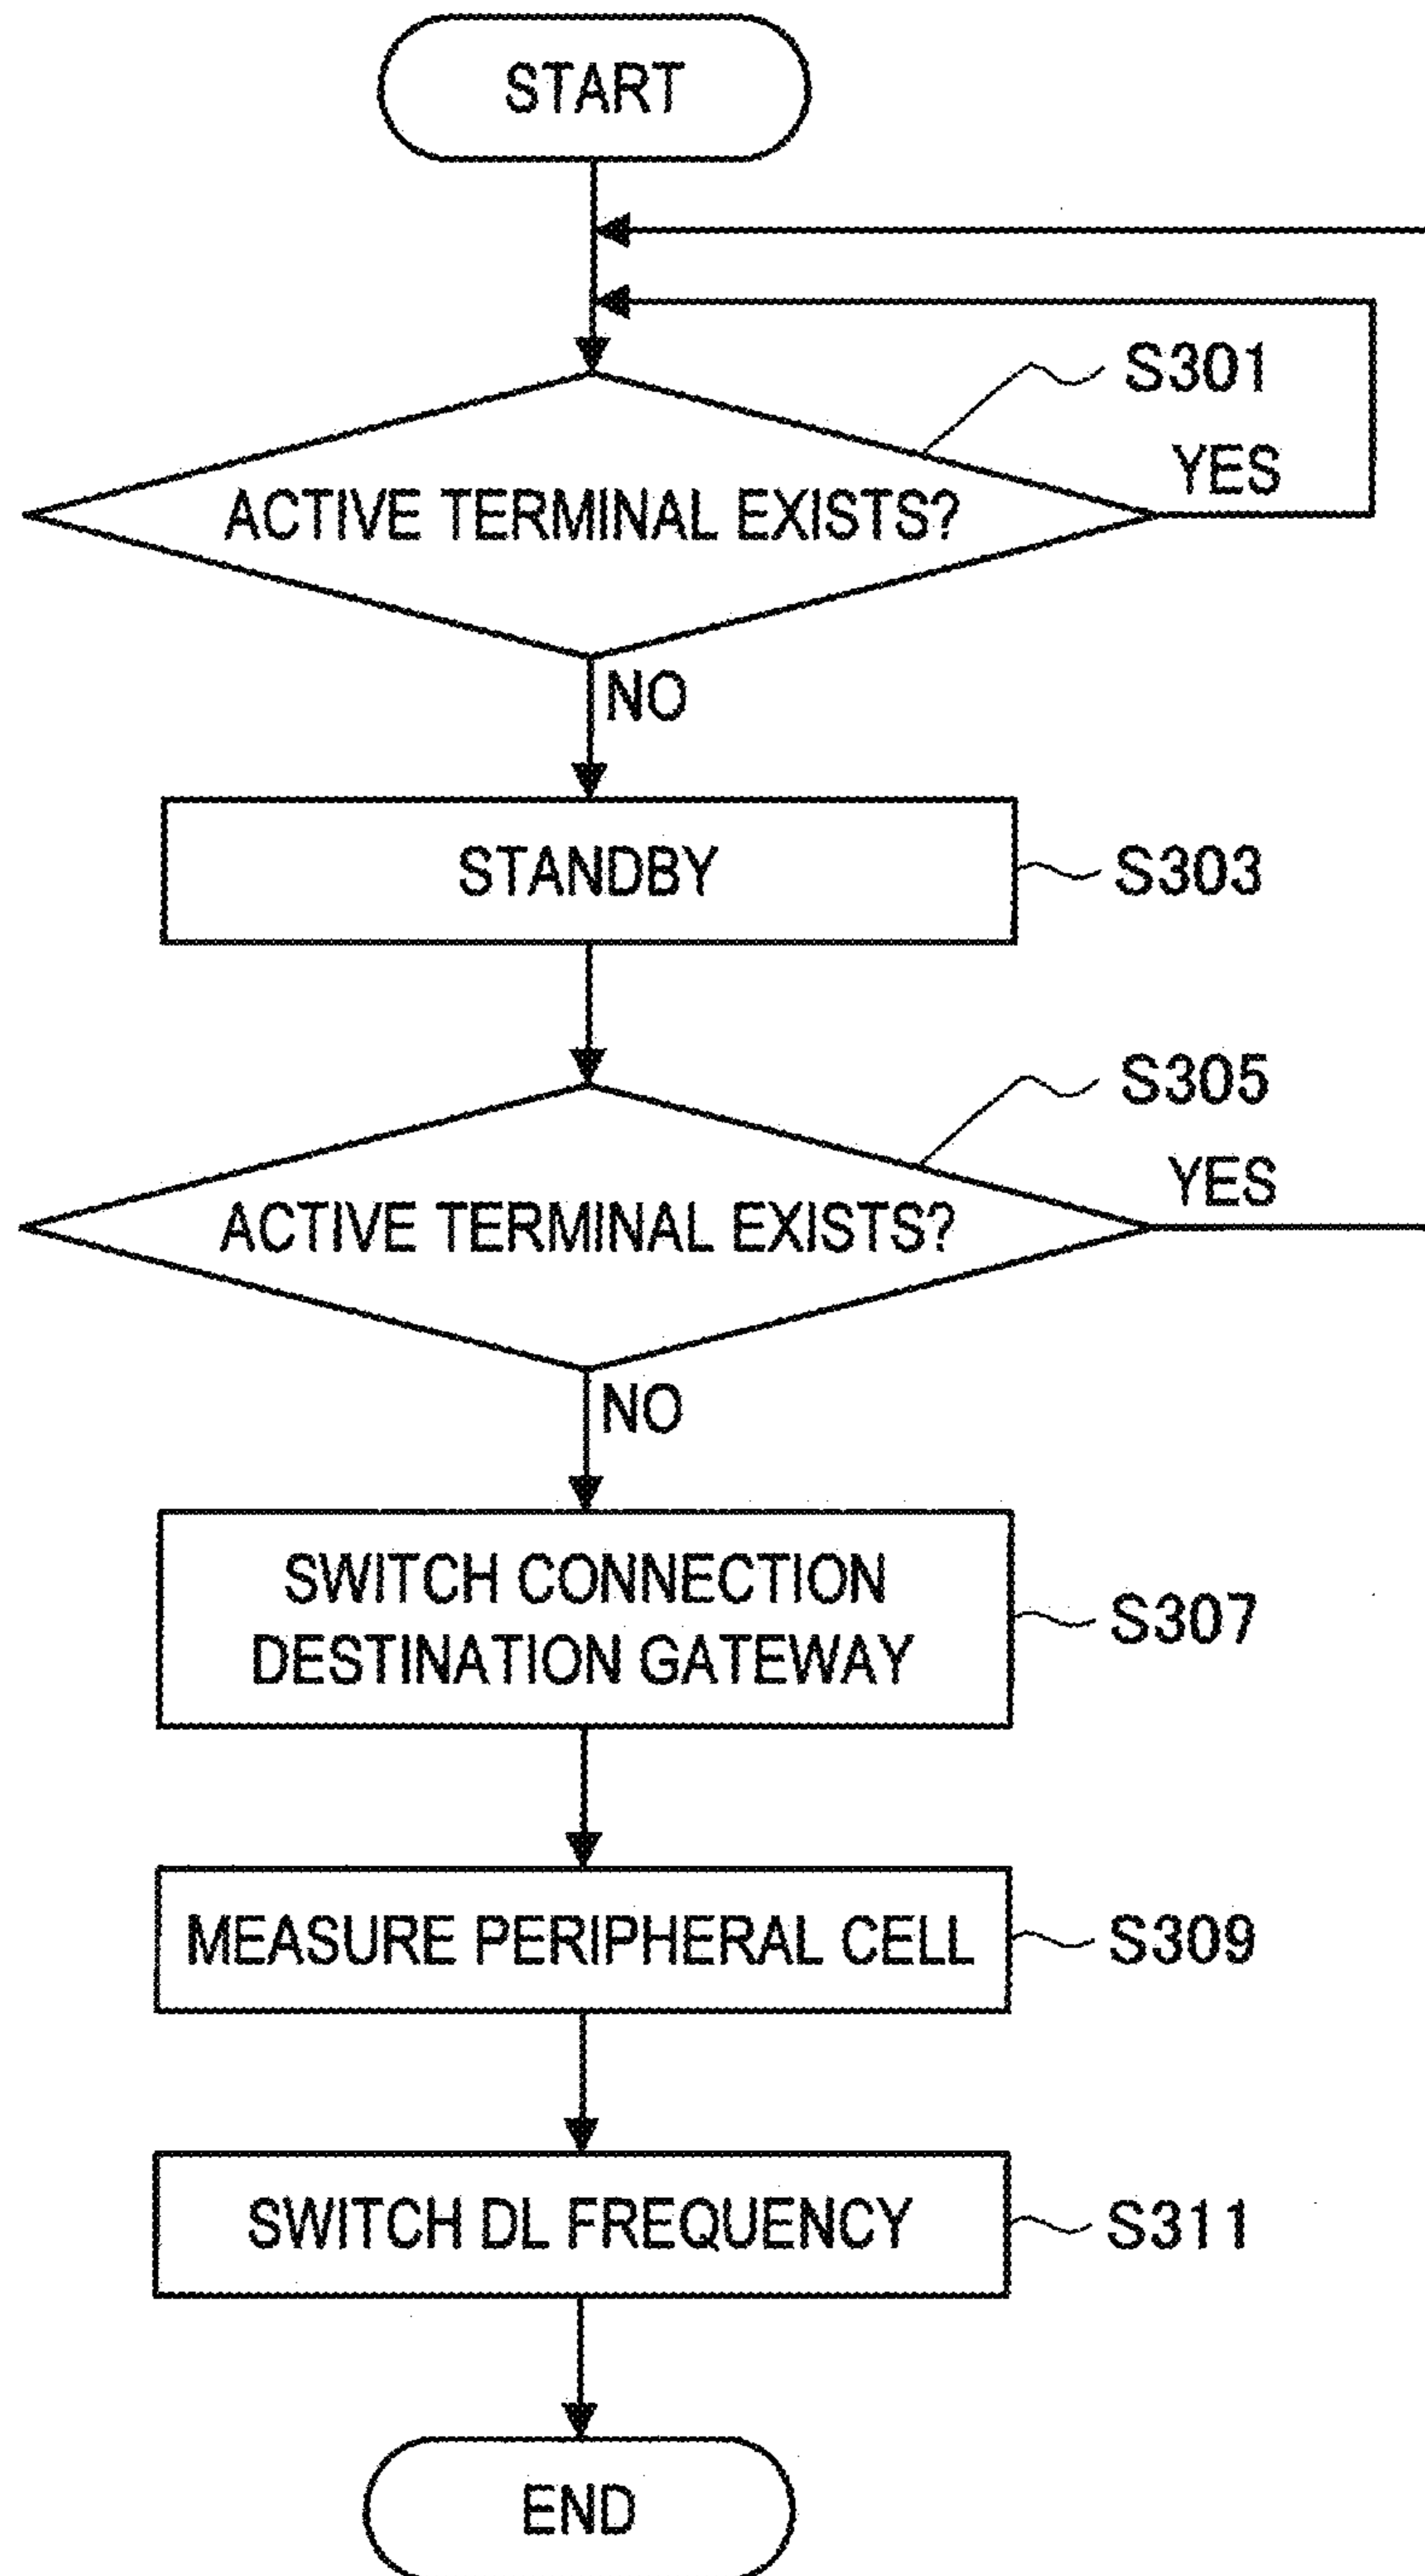 START
S301
YES
ACTIVE TERMINAL EXISTS?
NO
STANDBY
S303
S305
YES
ACTIVE TERMINAL EXISTS?
NO
SWITCH CONNECTION
DESTINATION GATEWAY
S307
MEASURE PERIPHERAL CELL
S309
SWITCH DL FREQUENCY
S311
END